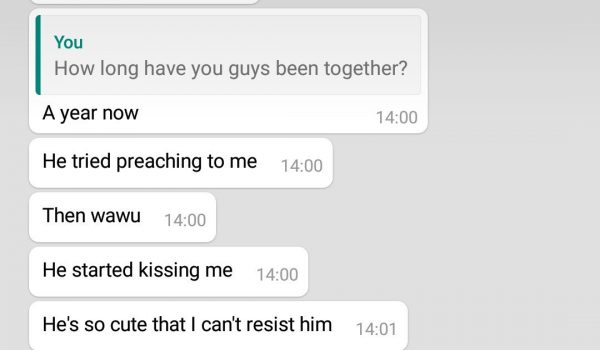 You
How long have you guys been together?
A year now 14:00
He tried preaching to me 14:00
Then wawu 14:00
He started kissing me 14:00
He's so cute that I can't resist him 14:01